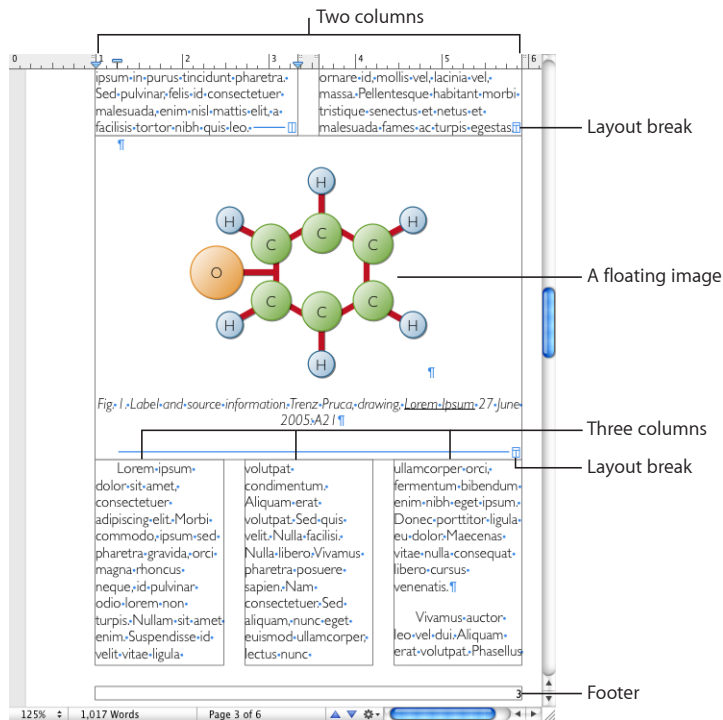 Two columns
0 1 2 3 4 5 6
ipsum in purus tincidunt pharetra.
Sed pulvinar, felis id consectetuer
malesuada, enim nisl mattis elit, a
facilisis tortor nibh quis leo.
ornare id, mollis vel, lacinia vel,
massa. Pellentesque habitant morbi
tristique senectus et netus et
malesuada fames ac turpis egestas.
Layout break
¶
H
H
H
C
C
C
O
A floating image
C
C
C
H
H
H
¶
Fig. 1. Label and source information. Trenz Pruca, drawing, Lorem Ipsum 27 June
2005:A21¶
Three columns
Layout break
Lorem ipsum
dolor sit amet,
consectetuer
adipiscing elit. Morbi
commodo, ipsum sed
pharetra gravida, orci
magna rhoncus
neque, id pulvinar
odio lorem non
turpis. Nullam sit amet
enim. Suspendisse id
velit vitae ligula
volutpat
condimentum.
Aliquam erat
volutpat. Sed quis
velit. Nulla facilisi.
Nulla libero. Vivamus
pharetra posuere
sapien. Nam
consectetuer. Sed
aliquam, nunc eget
euismod ullamcorper,
lectus nunc
ullamcorper orci,
fermentum bibendum
enim nibh eget ipsum.
Donec porttitor ligula
eu dolor. Maecenas
vitae nulla consequat
libero cursus
venenatis.¶
Vivamus auctor
leo vel dui. Aliquam
erat volutpat. Phasellus
3
Footer
125% 1,017 Words Page 3 of 6